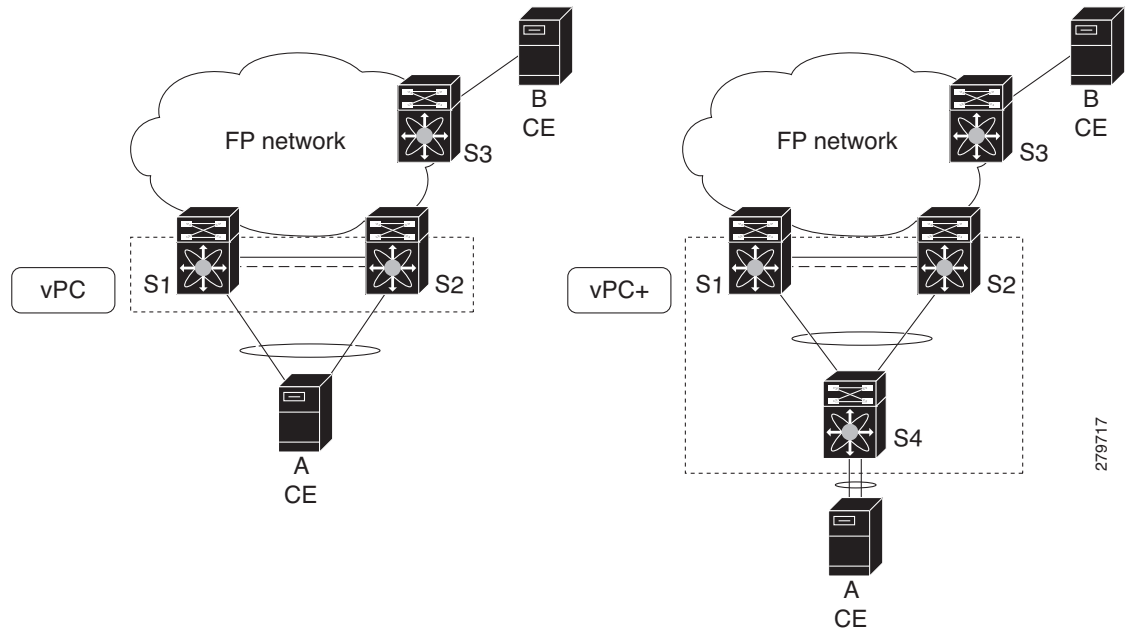 B
CE
FP network
S3
vPC
S1
S2
A
CE
B
CE
FP network
S3
vPC+
S1
S2
S4
A
CE
279717